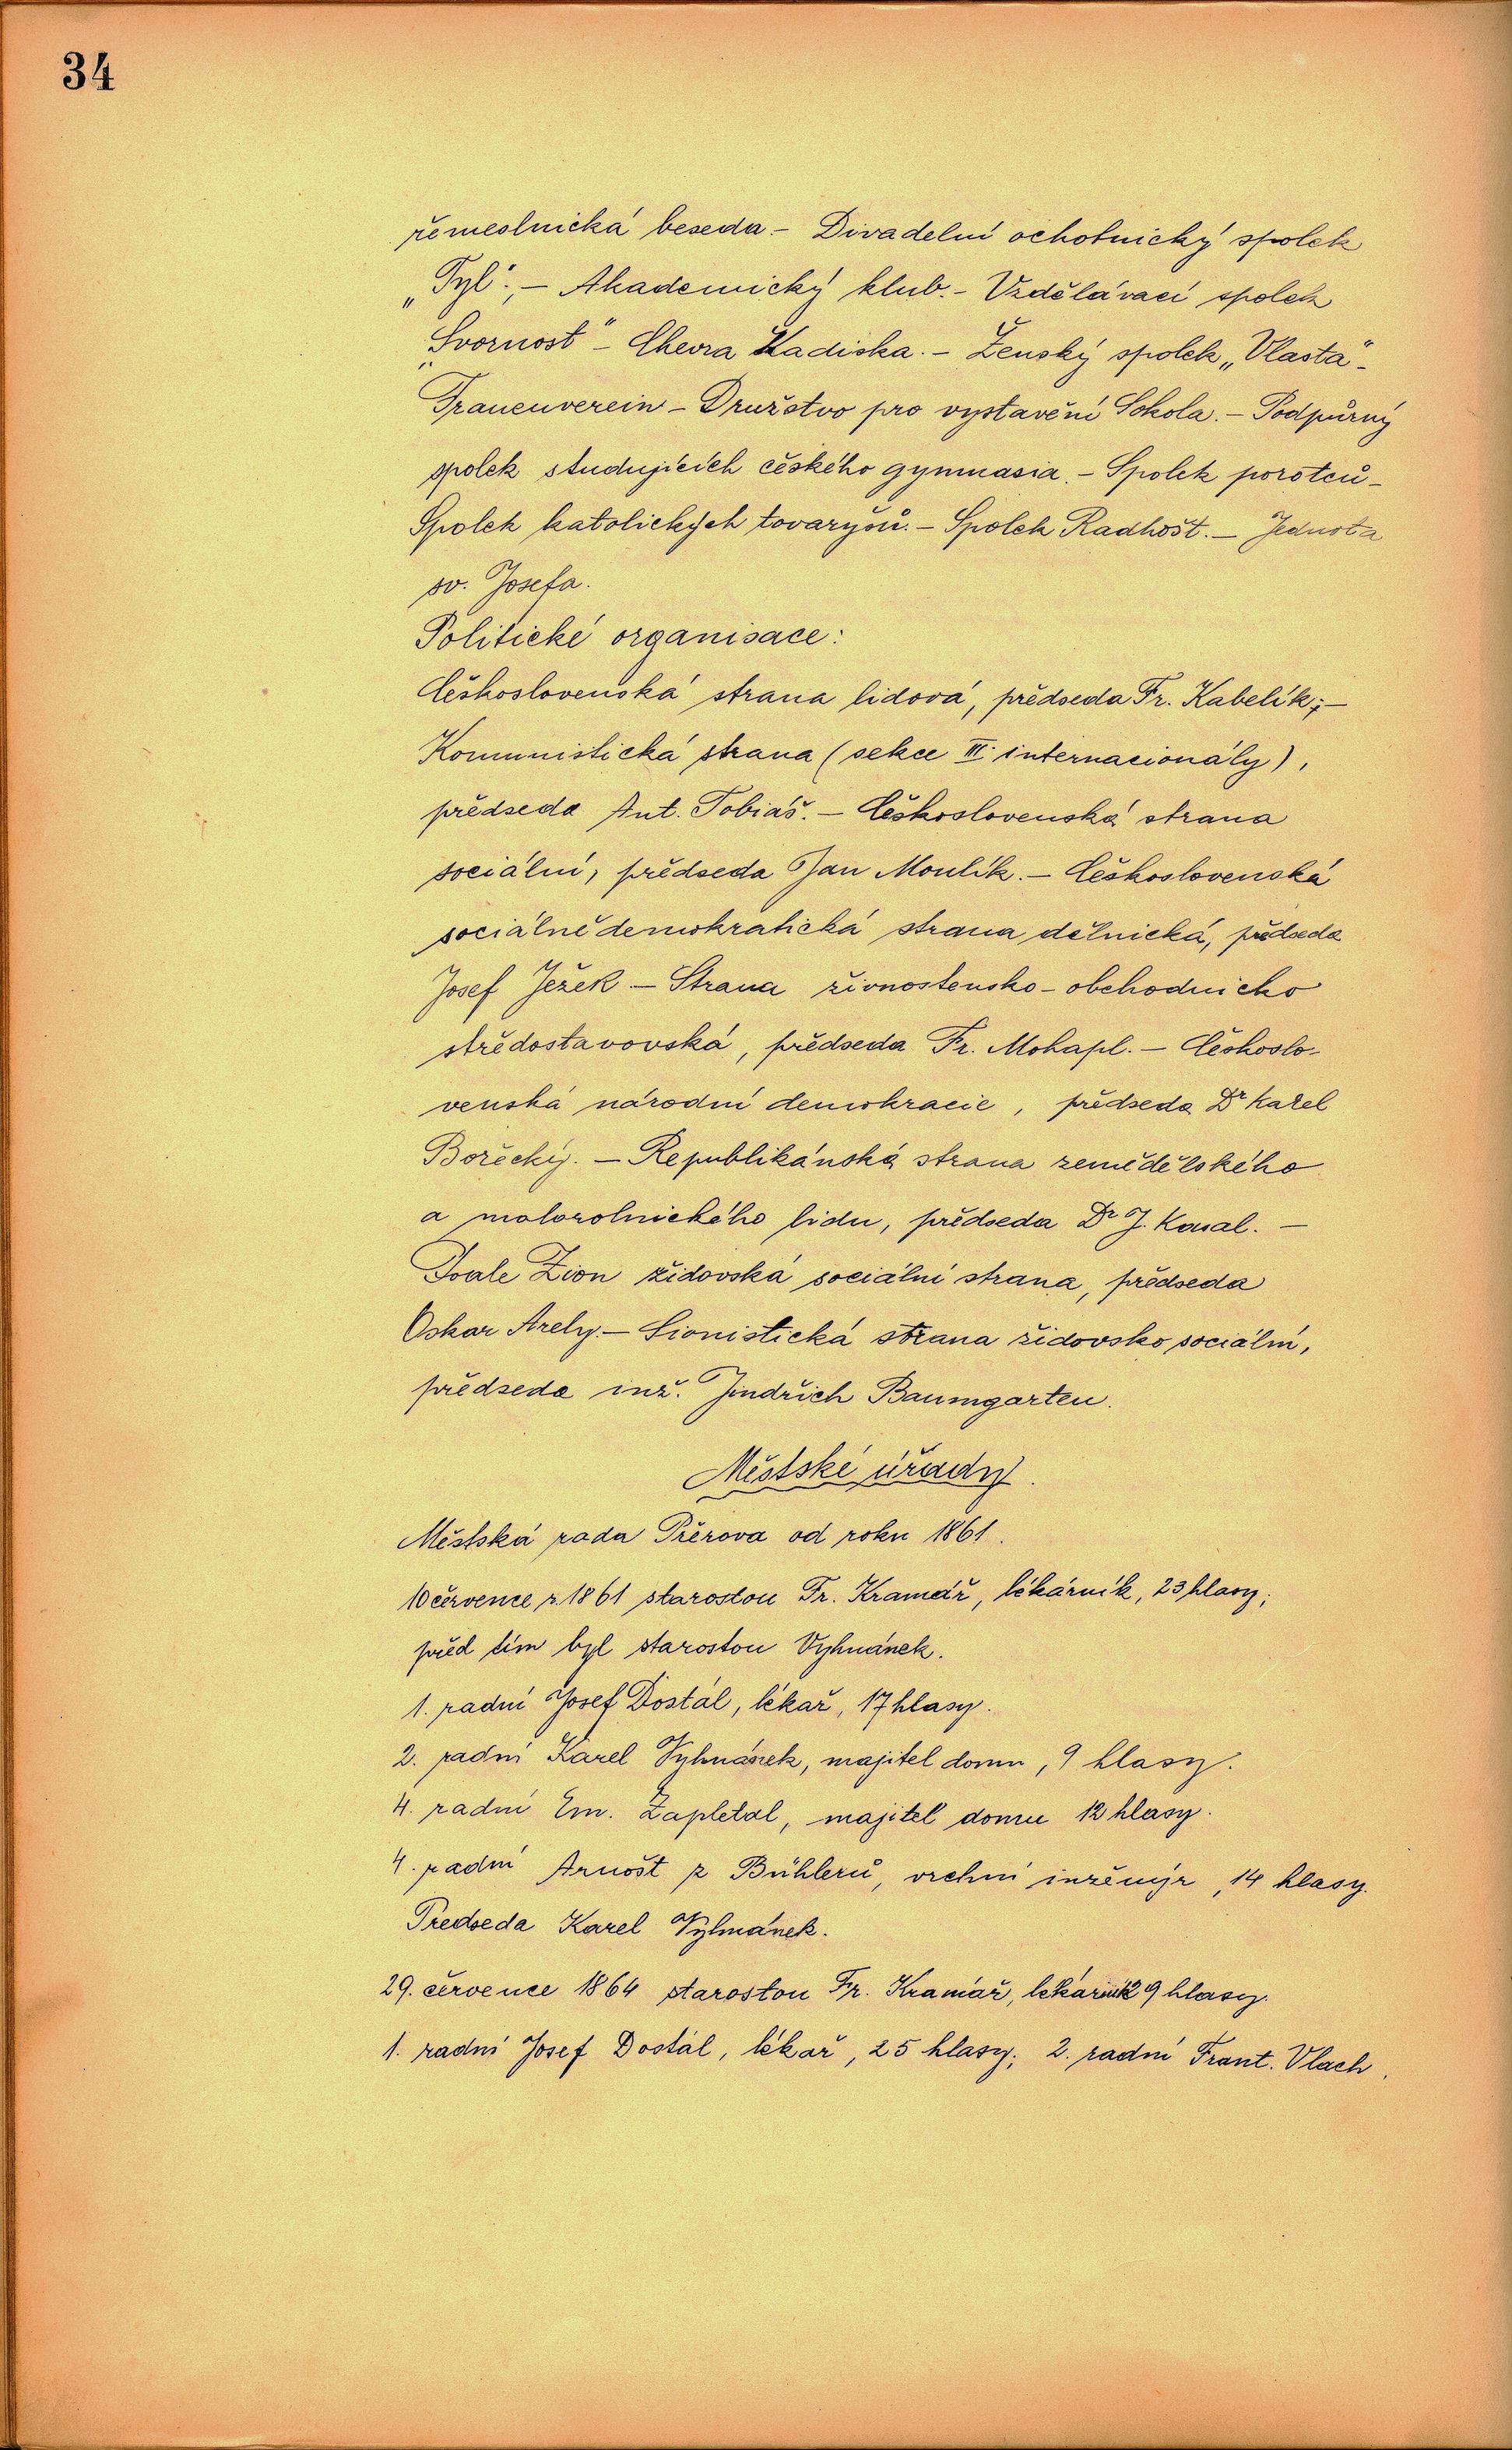 34
řemeslnická beseda. – Divadelní ochotnický spolek
„Tyl“, – Akademický klub. – Vzdělávací spolek
„Svornost“ – Chevra Kadiska. – Ženský spolek „Vlasta“ –
Frauenverein – Družstvo pro vystavění Sokola. – Podpůrný
spolek studujících českého gymnasia. – Spolek porotců –
Spolek katolických tovaryšů. – Spolek Radhošt. – Jednota
sv. Josefa.
Politické organisace:
Československá strana lidová, předseda Fr. Kabelík; –
Komunistická strana (sekce III. internacionály),
předseda Ant. Tobiáš. – Československá strana
sociální, předseda Jan Moulík. – Československá
sociálně demokratická strana dělnická, předseda
Josef Ježek – Strana živnostensko-obchodnicko
středostavovská, předseda Fr. Mohapl. – Českoslo-
venská národní demokracie, předseda Dr Karel
Bořecký. – Republikánská strana zemědělského
a malorolnického lidu, předseda Dr J. –
Poale Zion židovská sociální strana, předseda
Oskar Arely. – Sionistická strana židovsko sociální,
předseda inž. Jindřich Baumgarten.
Městské úřady.
Městská rada Přerova od roku 1861.
10 července r. 1861 starostou Fr. Kramář, lékárník, 23 hlasy;
před tím byl starostou Vyhnánek.
1. radní Josef Dostál, lékař, 17 hlasy.
2. radní Karel Vyhnánek, majitel domu, 9 hlasy.
4. radní Em. Zapletal, majitel domu 12 hlasy.
4. radní Arnošt z Bühlerů, vrchní inženýr, 14 hlasy.
Předseda Karel Vyhnánek.
29. července 1864 starostou Fr. Kramář, lékárník 29 hlasy.
1. radní Josef Dostál, lékař, 25 hlasy; 2. radní Frant. Vlach,